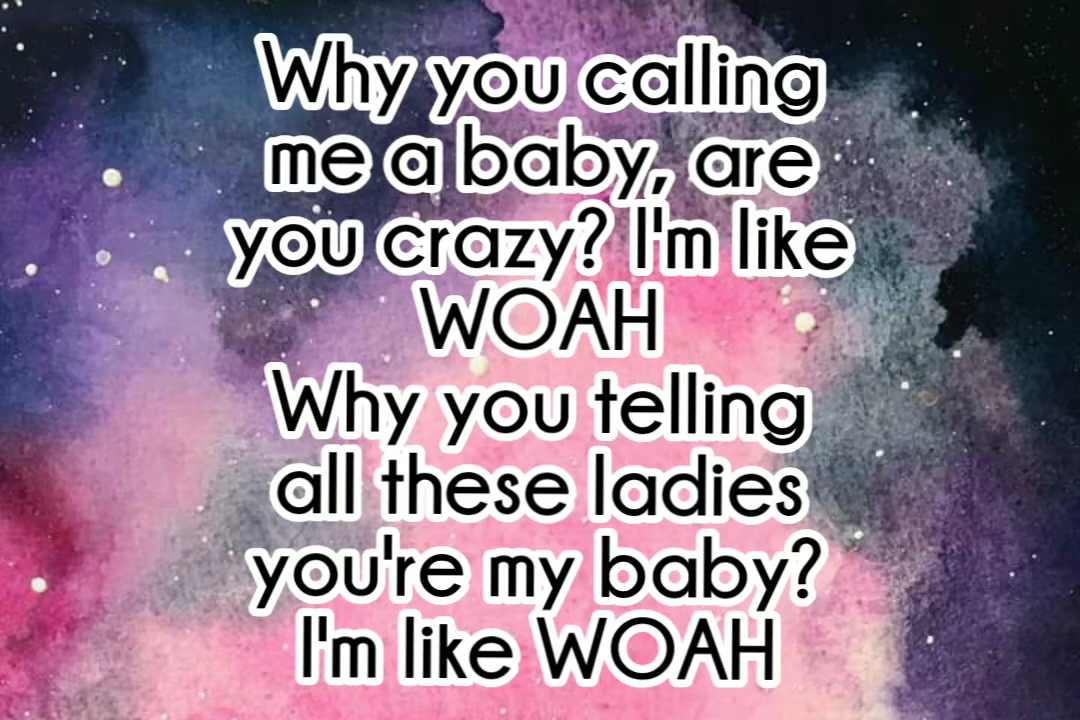 Why you calling
me a baby, are
you crazy? I'm like
WOAH
Why you telling
all these ladies
you're my baby?
I'm like WOAH